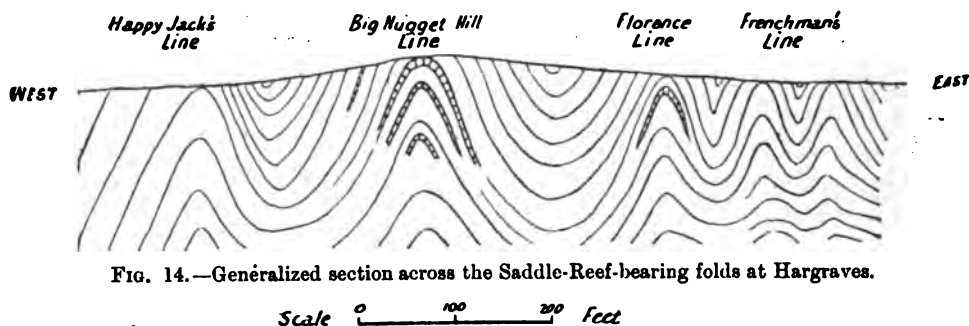 Happy Jack's Line
Big Nugget Hill Line
Florence Line
Frenchman's Line
WEST
EAST
FIG. 14.—Generalized section across the Saddle-Reef-bearing folds at Hargraves.
Scale 0 100 200 Feet